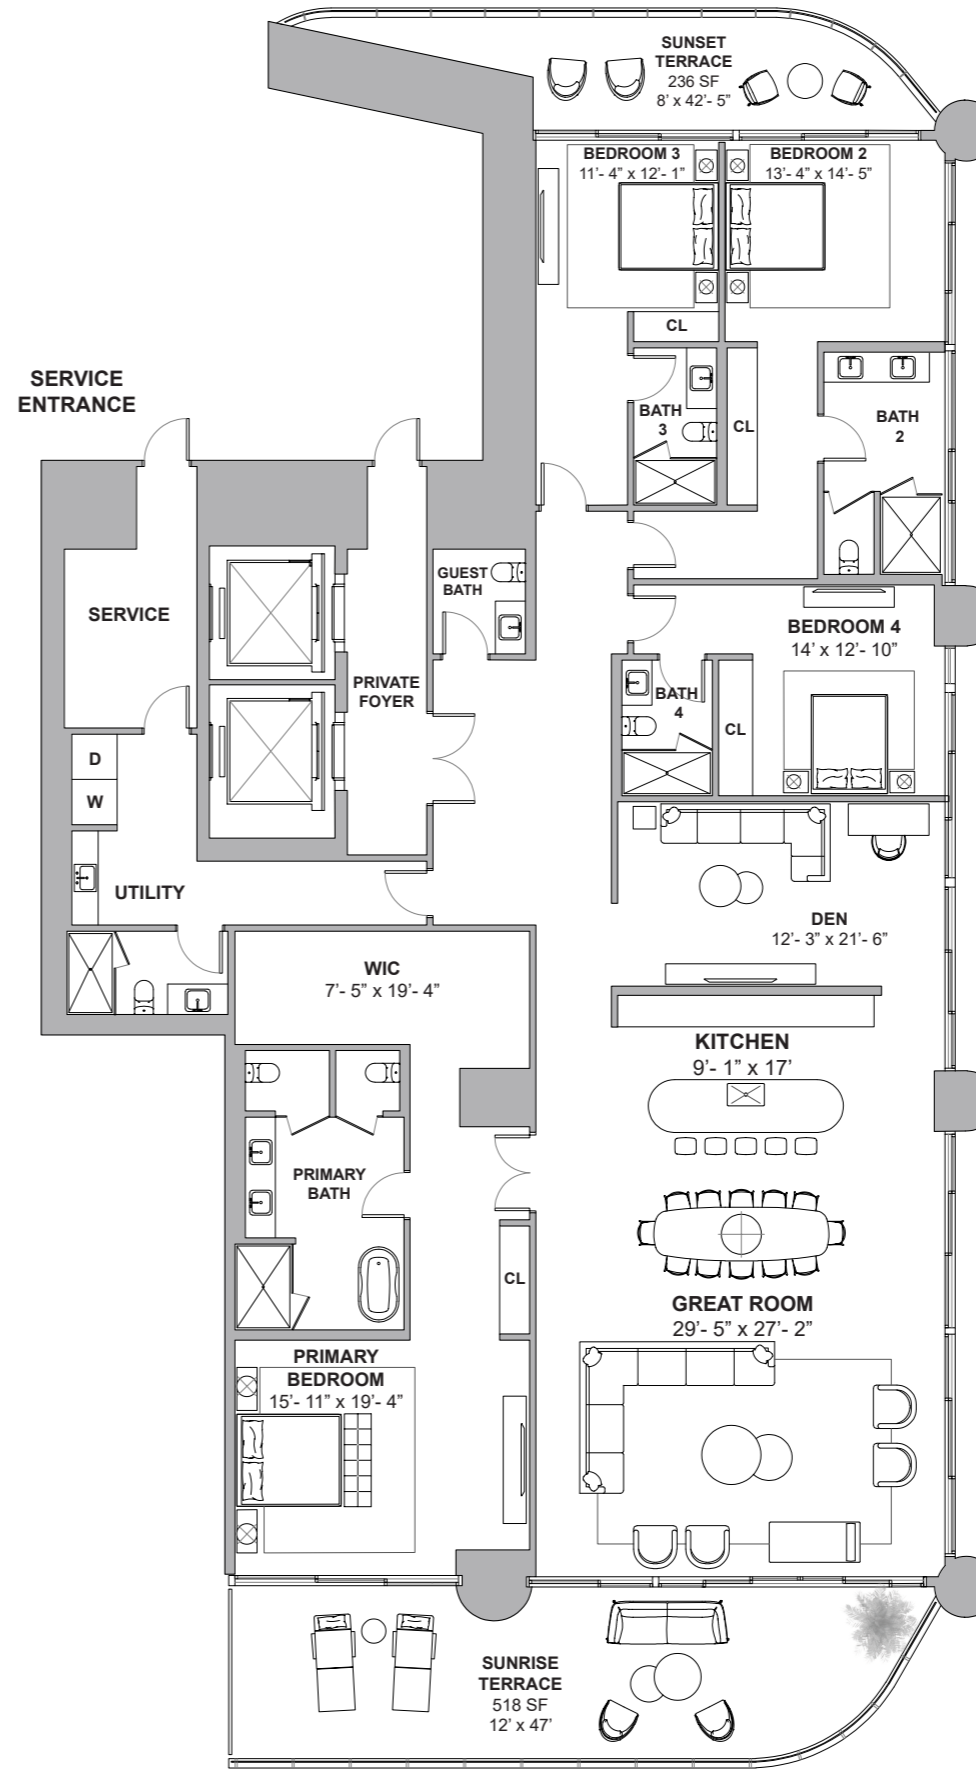 SUNSET
TERRACE
236 SF
8’ x 42’- 5”
BEDROOM 3
11’- 4” x 12’- 1”
BEDROOM 2
13’- 4” x 14’- 5”
CL
SERVICE
ENTRANCE
BATH
3
CL
BATH
2
GUEST
BATH
SERVICE
BEDROOM 4
14’ x 12’- 10”
PRIVATE
FOYER
BATH
4
CL
D
W
UTILITY
DEN
12’- 3” x 21’- 6”
WIC
7’- 5” x 19’- 4”
KITCHEN
9’- 1” x 17’
PRIMARY
BATH
CL
GREAT ROOM
29’- 5” x 27’- 2”
PRIMARY
BEDROOM
15’- 11” x 19’- 4”
SUNRISE
TERRACE
518 SF
12’ x 47’